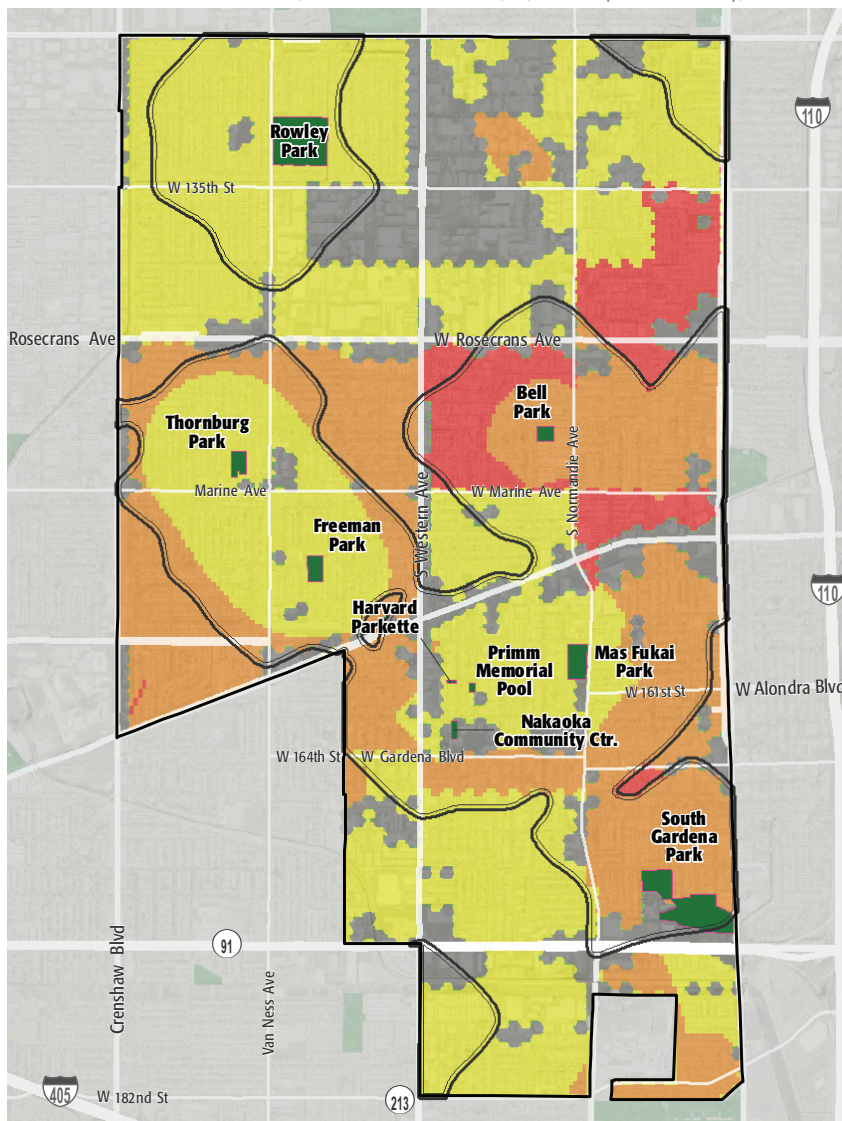 110
Rowley
Park
W 135th St
Rosecrans Ave
W Rosecrans Ave
Bell
Park
Thornburg
Park
S Normandie Ave
Marine Ave
W Marine Ave
S Western Ave
Freeman
Park
110
Harvard
Parkette
Primm
Memorial
Pool
Mas Fukai
Park
W 161st St
W Alondra Blvd
Nakaoka
Community Ctr.
W 164th St
W Gardena Blvd
South
Gardena
Park
91
Crenshaw Blvd
Van Ness Ave
405
W 182nd St
213